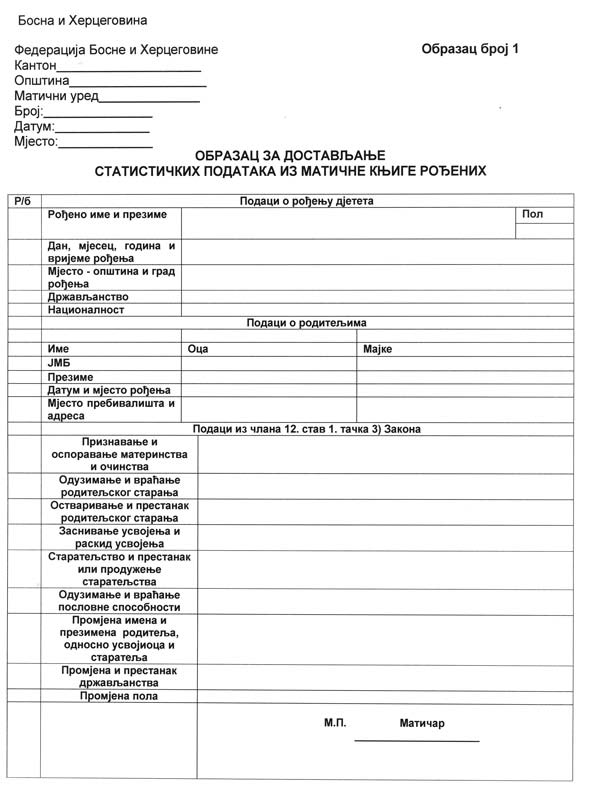 Босна и Херцеговина
Федерација Босне и Херцеговине
Образац број 1
Кантон
Општина
Матични уред
Број:
Датум:
Мјесто:
ОБРАЗАЦ ЗА ДОСТАВЉАЊЕ
СТАТИСТИЧКИХ ПОДАТАКА ИЗ МАТИЧНЕ КЊИГЕ РОЂЕНИХ
Р/б
Подаци о рођењу дјетета
Рођено име и презиме
Пол
Дан, мјесец, година и
вријеме рођења
Мјесто - општина и град
рођења
Држављанство
Националност
Подаци о родитељима
Име
Оца
Мајке
ЈМБ
Презиме
Датум и мјесто рођења
Мјесто пребивалишта и
адреса
Подаци из члана 12. став 1. тачка 3) Закона
Признавање и
оспоравање материнства
и очинства
Одузимање и враћање
родитељског старања
Остваривање и престанак
родитељског старања
Заснивање усвојења и
раскид усвојења
Старатељство и престанак
или продужење
старатељства
Одузимање и враћање
пословне способности
Промјена имена и
презимена родитеља,
односно усвојиоца и
старатеља
Промјена и престанак
држављанства
Промјена пола
М.П. Матичар